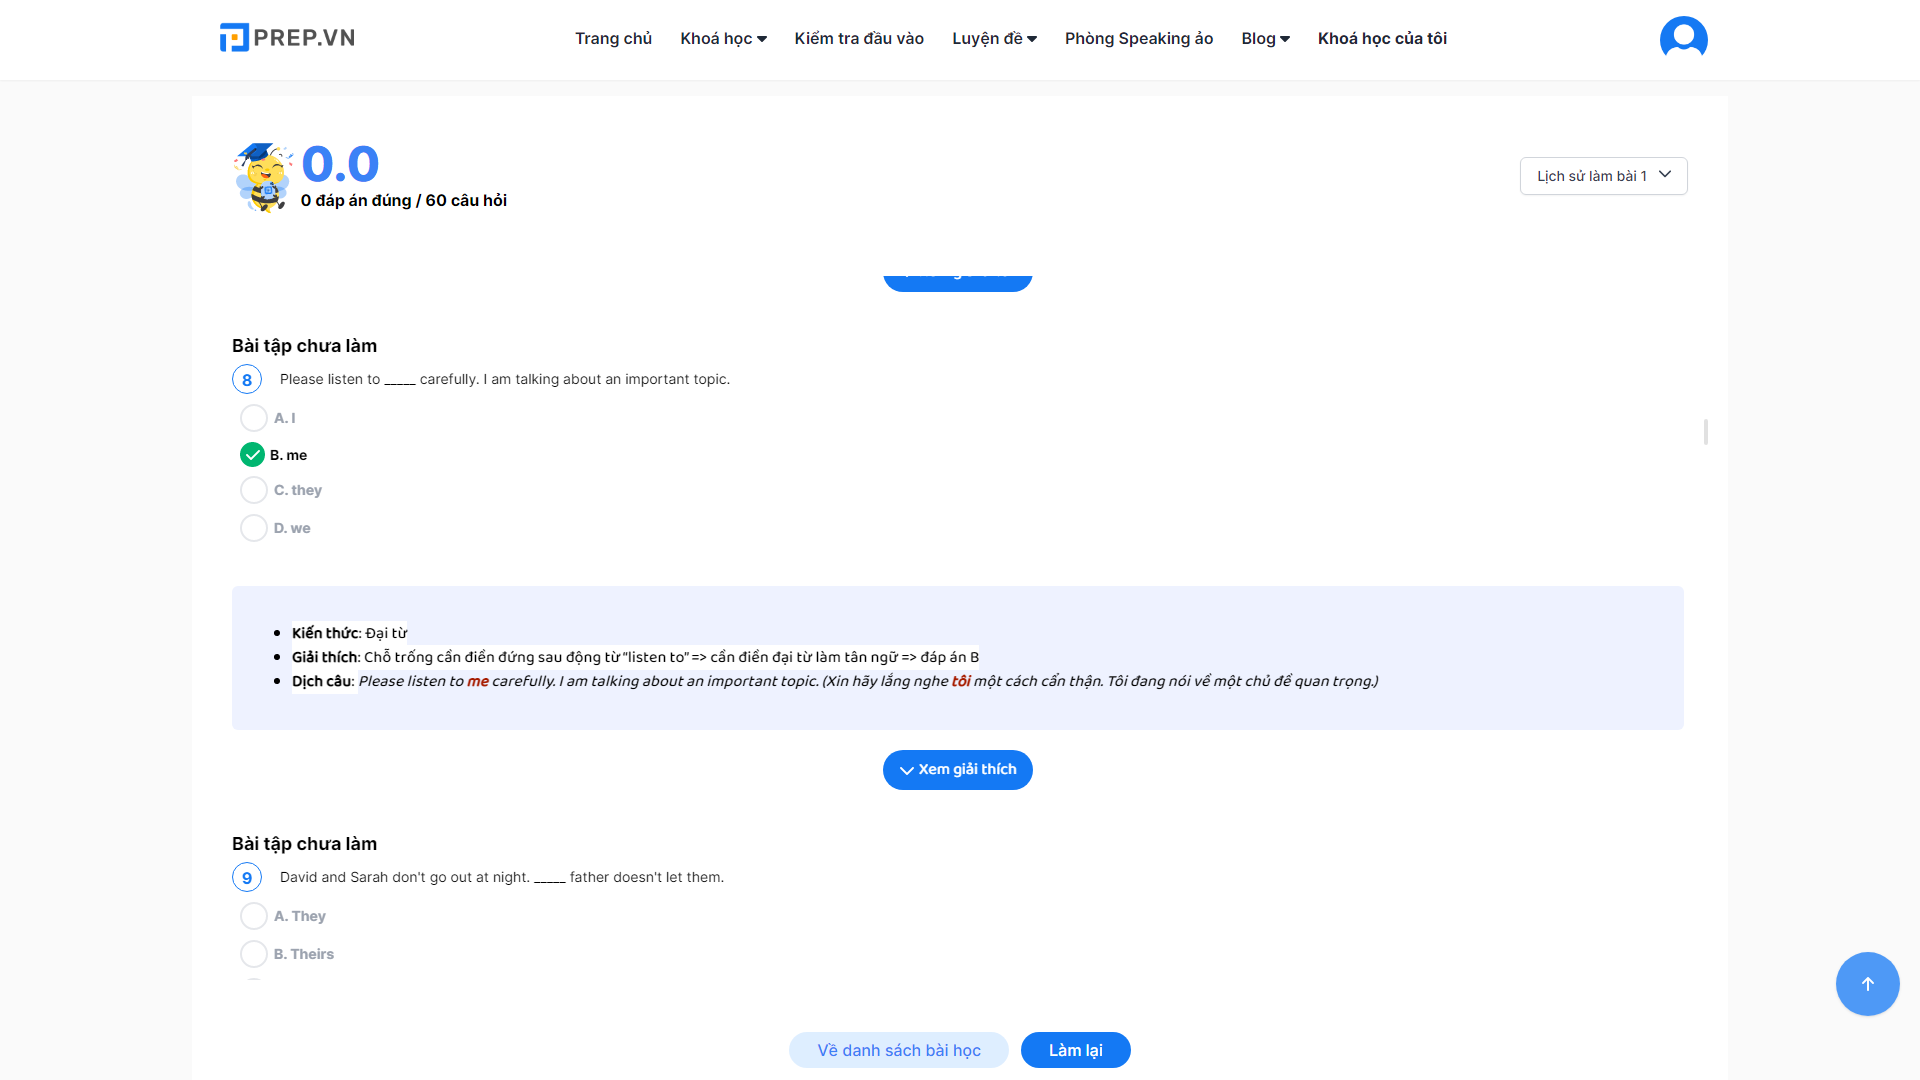 PREP.VN
Trang chủ Khoá học Kiểm tra đầu vào Luyện đề Phòng Speaking ảo Blog Khoá học của tôi
0.0
0 đáp án đúng / 60 câu hỏi
Lịch sử làm bài 1
Bài tập chưa làm
8 Please listen to _____ carefully. I am talking about an important topic.
A. I
B. me
C. they
D. we
Kiến thức: Đại từ
Giải thích: Chỗ trống cần điền đứng sau động từ “listen to” => cần điền đại từ làm tân ngữ => đáp án B
Dịch câu: Please listen to me carefully. I am talking about an important topic. (Xin hãy lắng nghe tôi một cách cẩn thận. Tôi đang nói về một chủ đề quan trọng.)
Xem giải thích
Bài tập chưa làm
9 David and Sarah don't go out at night. _____ father doesn't let them.
A. They
B. Theirs
Về danh sách bài học Làm lại